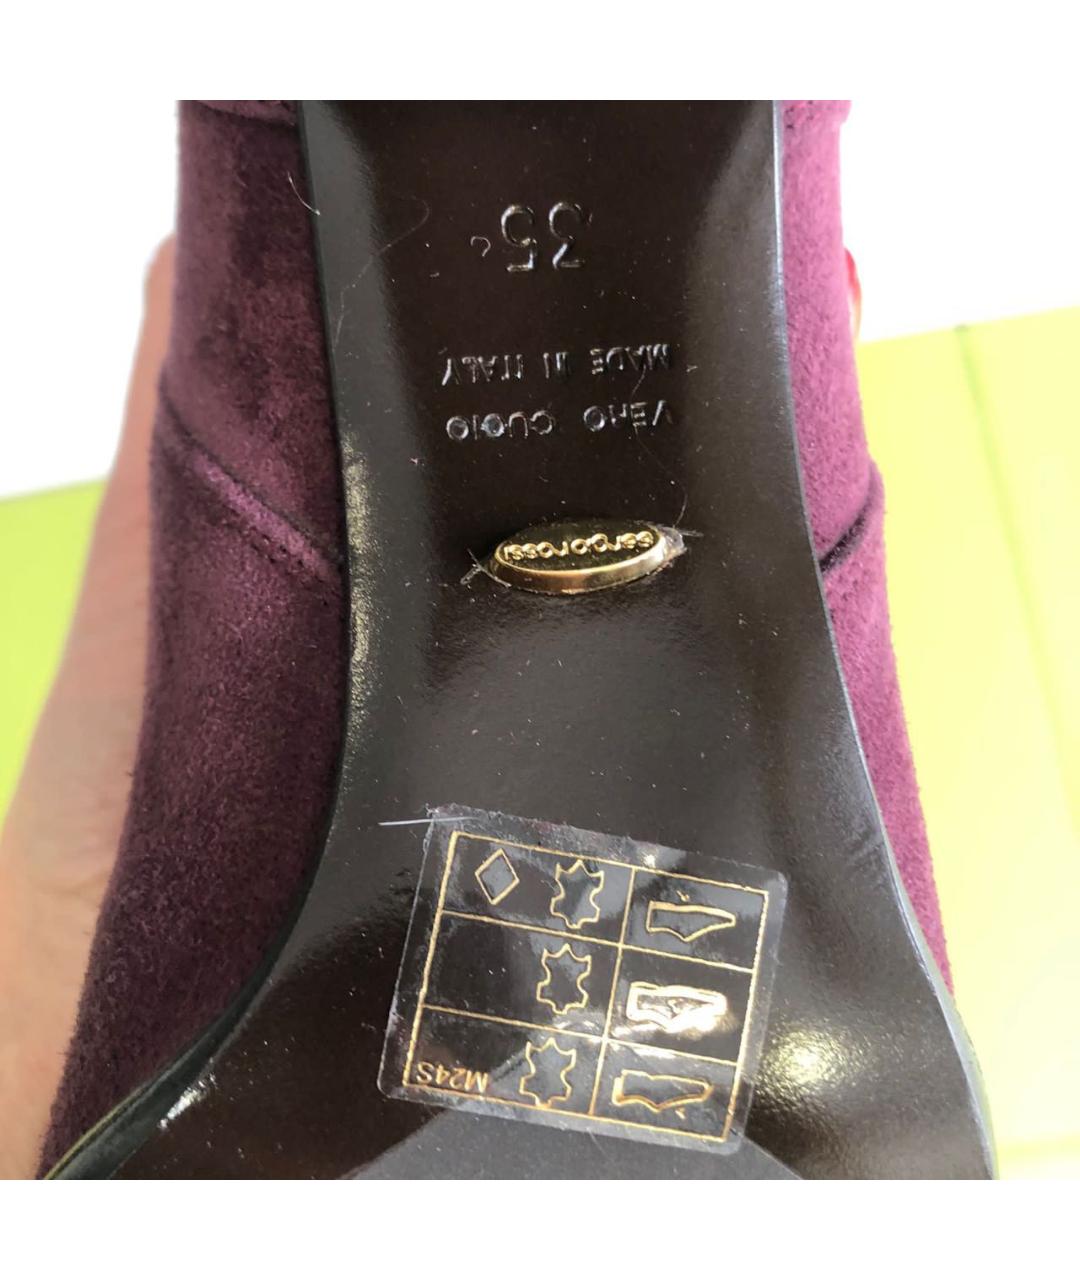 M24S
sergio rossi
VERO CUOIO
MADE IN ITALY
35